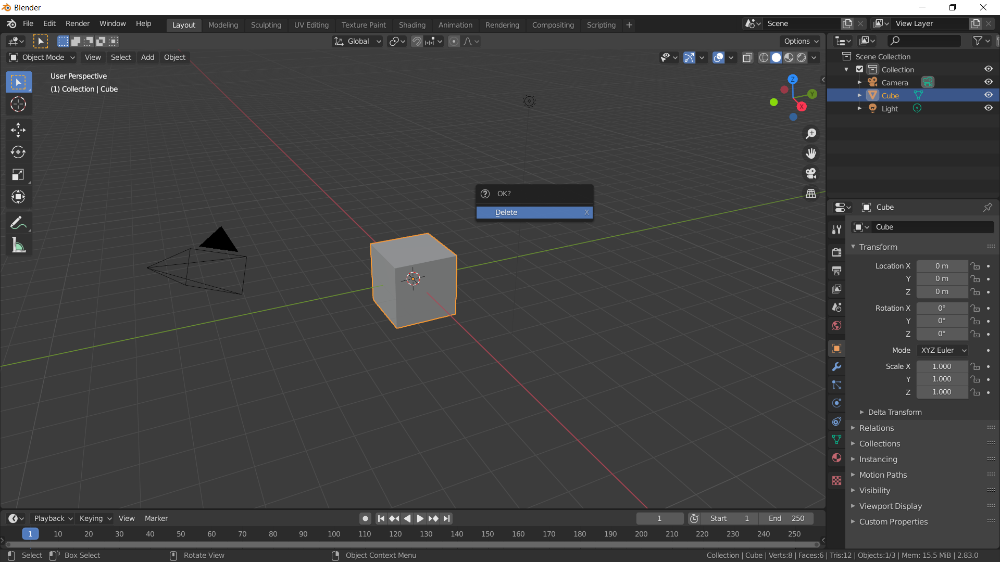 Blender
File Edit Render Window Help Layout Modeling Sculpting UV Editing Texture Paint Shading Animation Rendering Compositing Scripting + Scene View Layer
Global Options
Object Mode View Select Add Object
User Perspective
(1) Collection | Cube
Z
Y
X
OK?
Delete X
Scene Collection
Collection
Camera
Cube
Light
Cube
Cube
Transform
Location X 0 m
Y 0 m
Z 0 m
Rotation X 0°
Y 0°
Z 0°
Mode XYZ Euler
Scale X 1.000
Y 1.000
Z 1.000
Delta Transform
Relations
Collections
Instancing
Motion Paths
Visibility
Viewport Display
Custom Properties
Playback Keying View Marker 1 Start 1 End 250
1 10 20 30 40 50 60 70 80 90 100 110 120 130 140 150 160 170 180 190 200 210 220 230 240 250
Select Box Select Rotate View Object Context Menu Collection | Cube | Verts:8 | Faces:6 | Tris:12 | Objects:1/3 | Mem: 15.5 MiB | 2.83.0